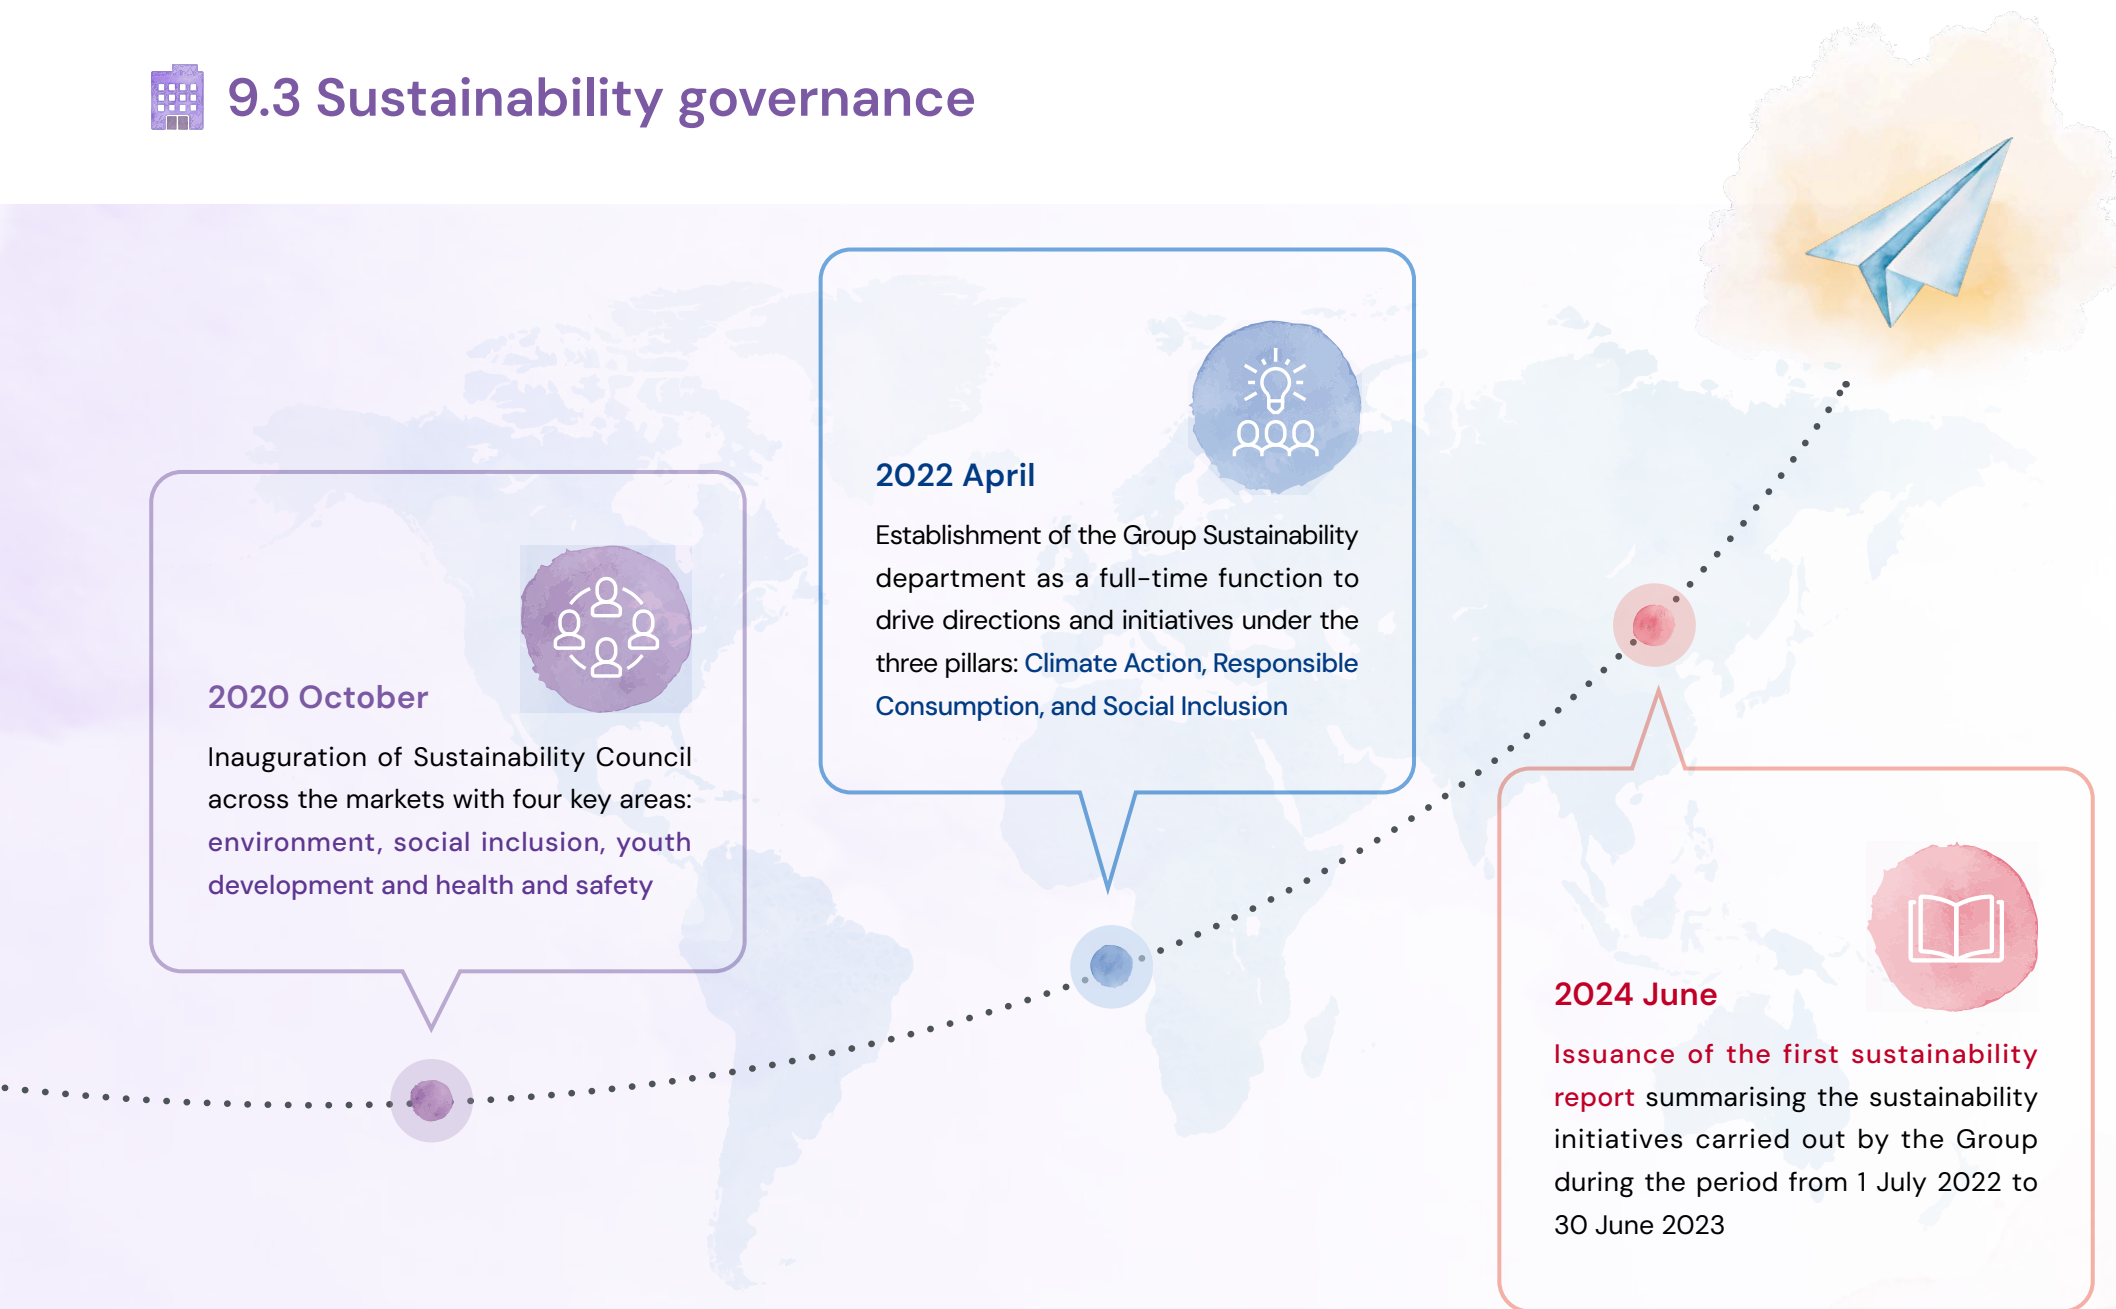 9.3 Sustainability governance
2020 October
Inauguration of Sustainability Council
across the markets with four key areas:
environment, social inclusion, youth
development and health and safety
2022 April
Establishment of the Group Sustainability
department as a full-time function to
drive directions and initiatives under the
three pillars: Climate Action, Responsible
Consumption, and Social Inclusion
2024 June
Issuance of the first sustainability
report summarising the sustainability
initiatives carried out by the Group
during the period from 1 July 2022 to
30 June 2023